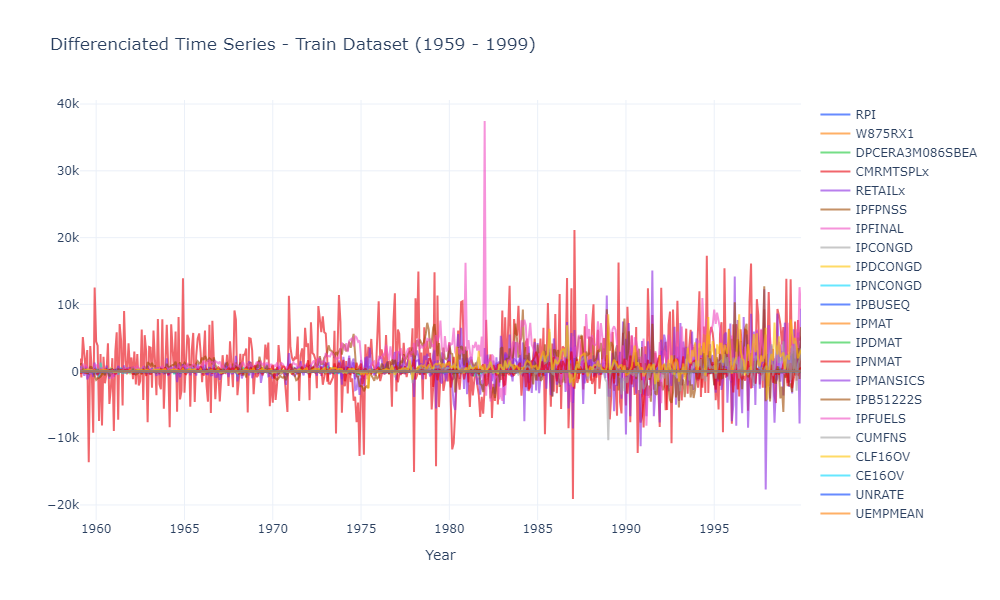 Differenciated Time Series - Train Dataset (1959 - 1999)
40k
30k
20k
10k
0
−10k
−20k
1960
1965
1970
1975
1980
1985
1990
1995
Year
RPI
W875RX1
DPCERA3M086SBEA
CMRMTSPLx
RETAILx
IPFPNSS
IPFINAL
IPCONGD
IPDCONGD
IPNCONGD
IPBUSEQ
IPMAT
IPDMAT
IPNMAT
IPMANSICS
IPB51222S
IPFUELS
CUMFNS
CLF16OV
CE16OV
UNRATE
UEMPMEAN